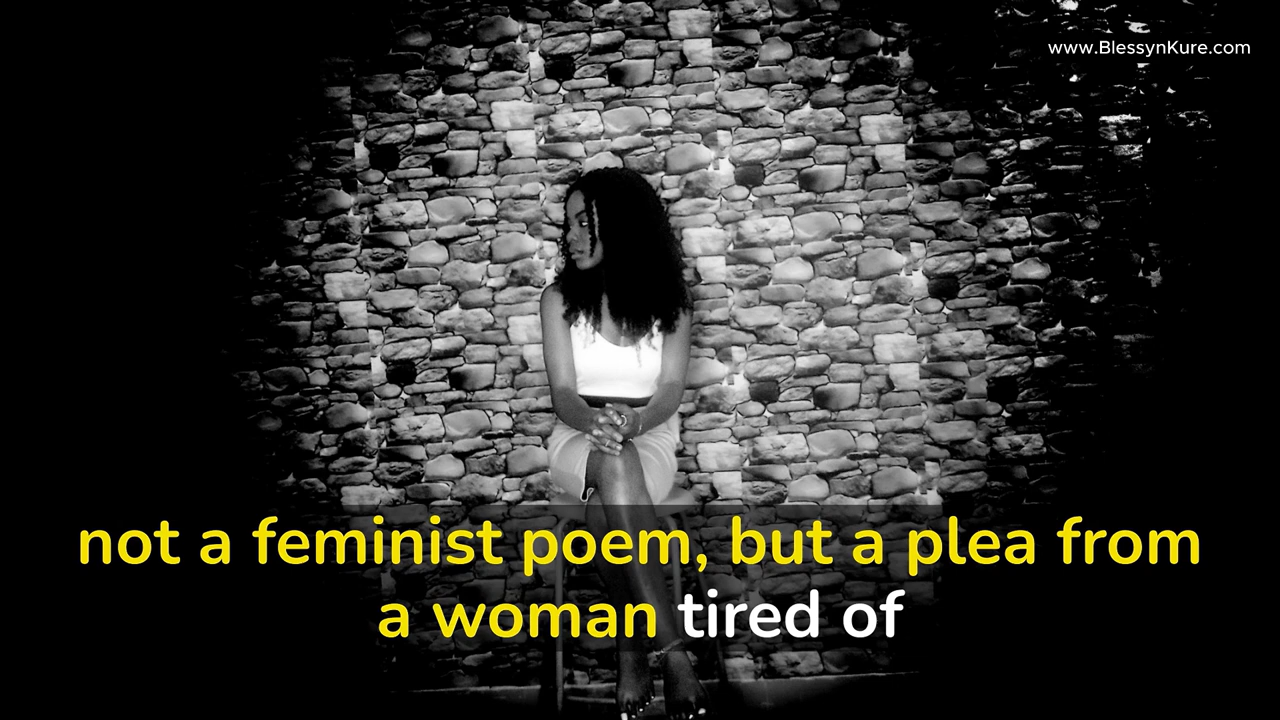 www.BlessynKure.com
not a feminist poem, but a plea from
a woman tired of